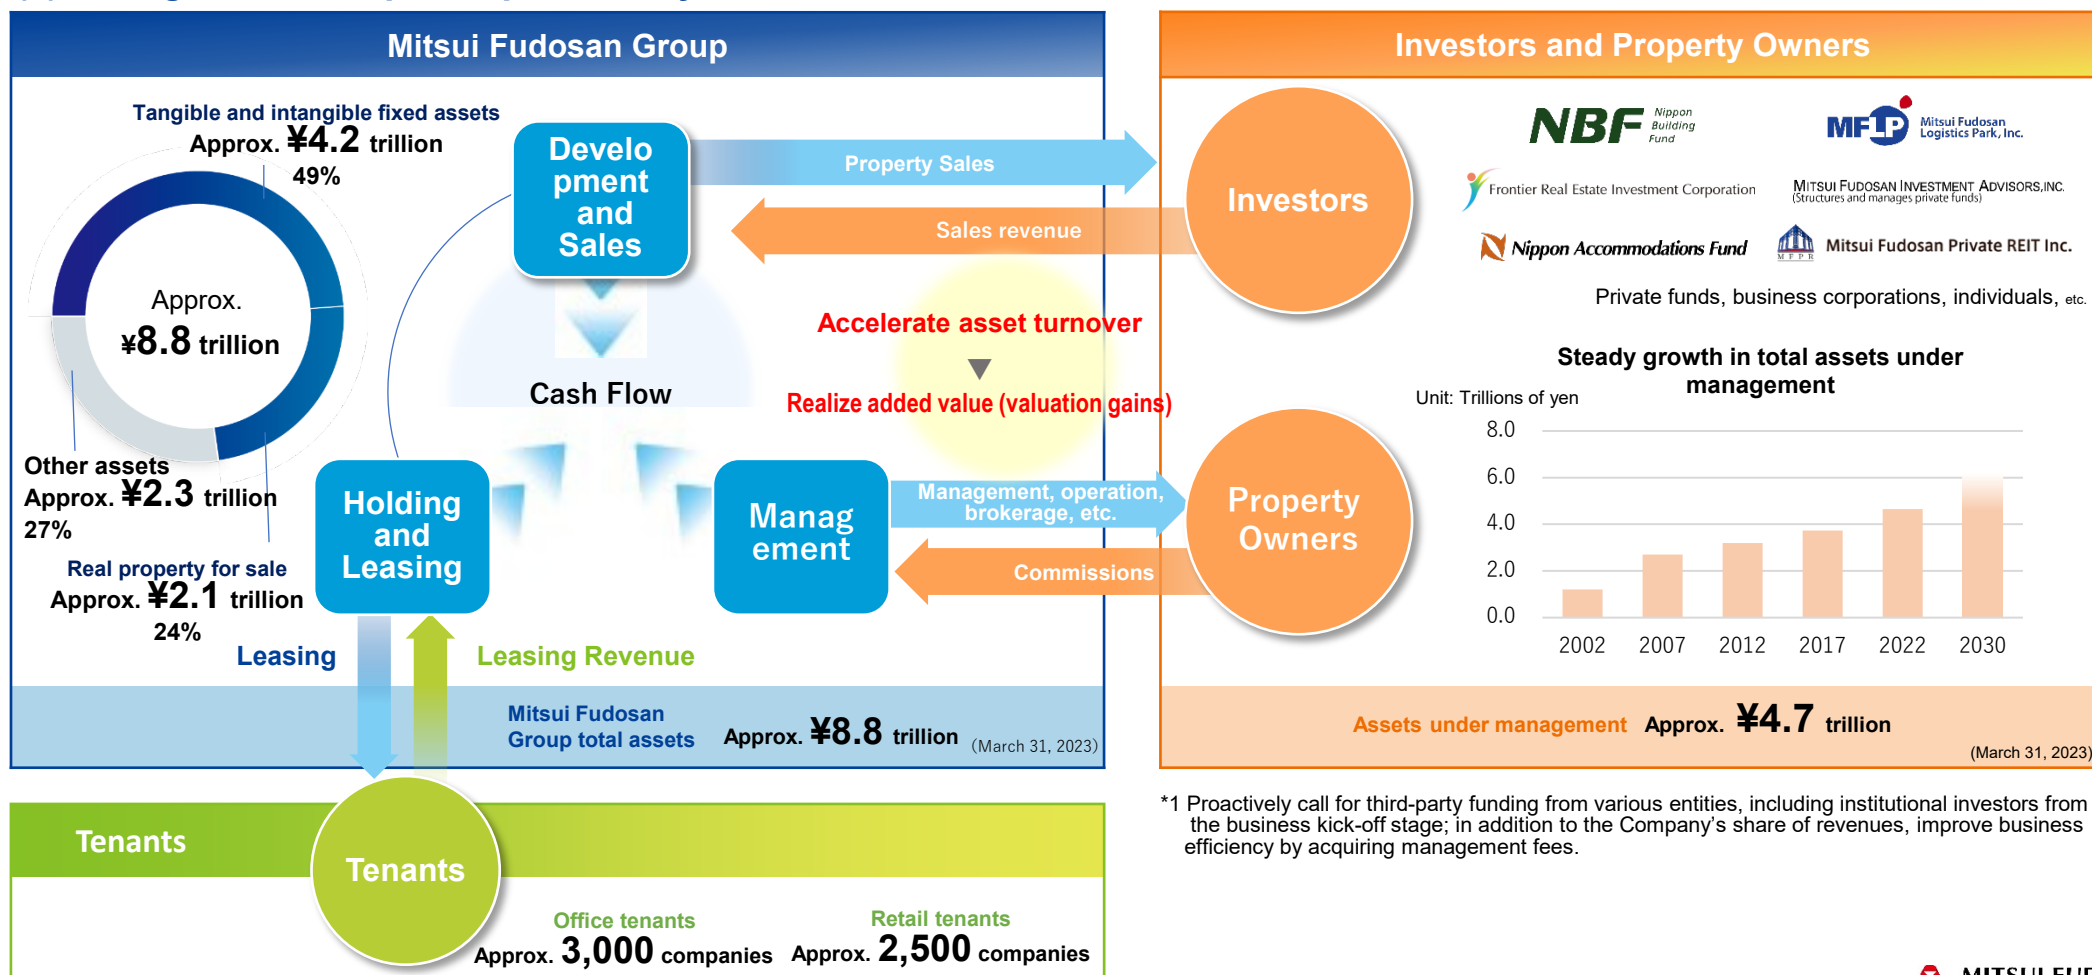 Mitsui Fudosan Group
Tangible and intangible fixed assets
Approx. ¥4.2 trillion
49%
Approx.
¥8.8 trillion
Other assets
Approx. ¥2.3 trillion
27%
Real property for sale
Approx. ¥2.1 trillion
24%
Develo
pment
and
Sales
Property Sales
Sales revenue
Cash Flow
Accelerate asset turnover
▼
Realize added value (valuation gains)
Holding
and
Leasing
Manag
ement
Management, operation,
brokerage, etc.
Commissions
Leasing
Leasing Revenue
Mitsui Fudosan
Group total assets
Approx. ¥8.8 trillion (March 31, 2023)
Investors and Property Owners
Investors
Property
Owners
NBF Nippon
Building
Fund
MFLP Mitsui Fudosan
Logistics Park, Inc.
Frontier Real Estate Investment Corporation
MITSUI FUDOSAN INVESTMENT ADVISORS,INC.
(Structures and manages private funds)
Nippon Accommodations Fund
MFPR
Mitsui Fudosan Private REIT Inc.
Private funds, business corporations, individuals, etc.
Steady growth in total assets under
management
Unit: Trillions of yen
8.0
6.0
4.0
2.0
0.0
2002 2007 2012 2017 2022 2030
Assets under management Approx. ¥4.7 trillion
(March 31, 2023)
*1 Proactively call for third-party funding from various entities, including institutional investors from
the business kick-off stage; in addition to the Company's share of revenues, improve business
efficiency by acquiring management fees.
Tenants
Tenants
Office tenants
Approx. 3,000 companies
Retail tenants
Approx. 2,500 companies